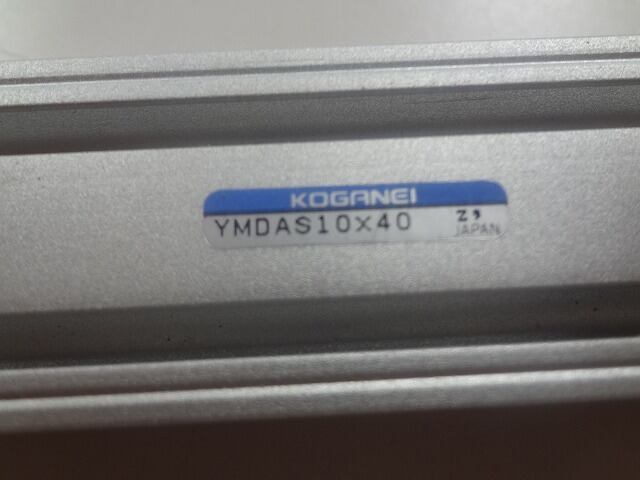 KOGANEI
YMDAS10×40 Z,
JAPAN